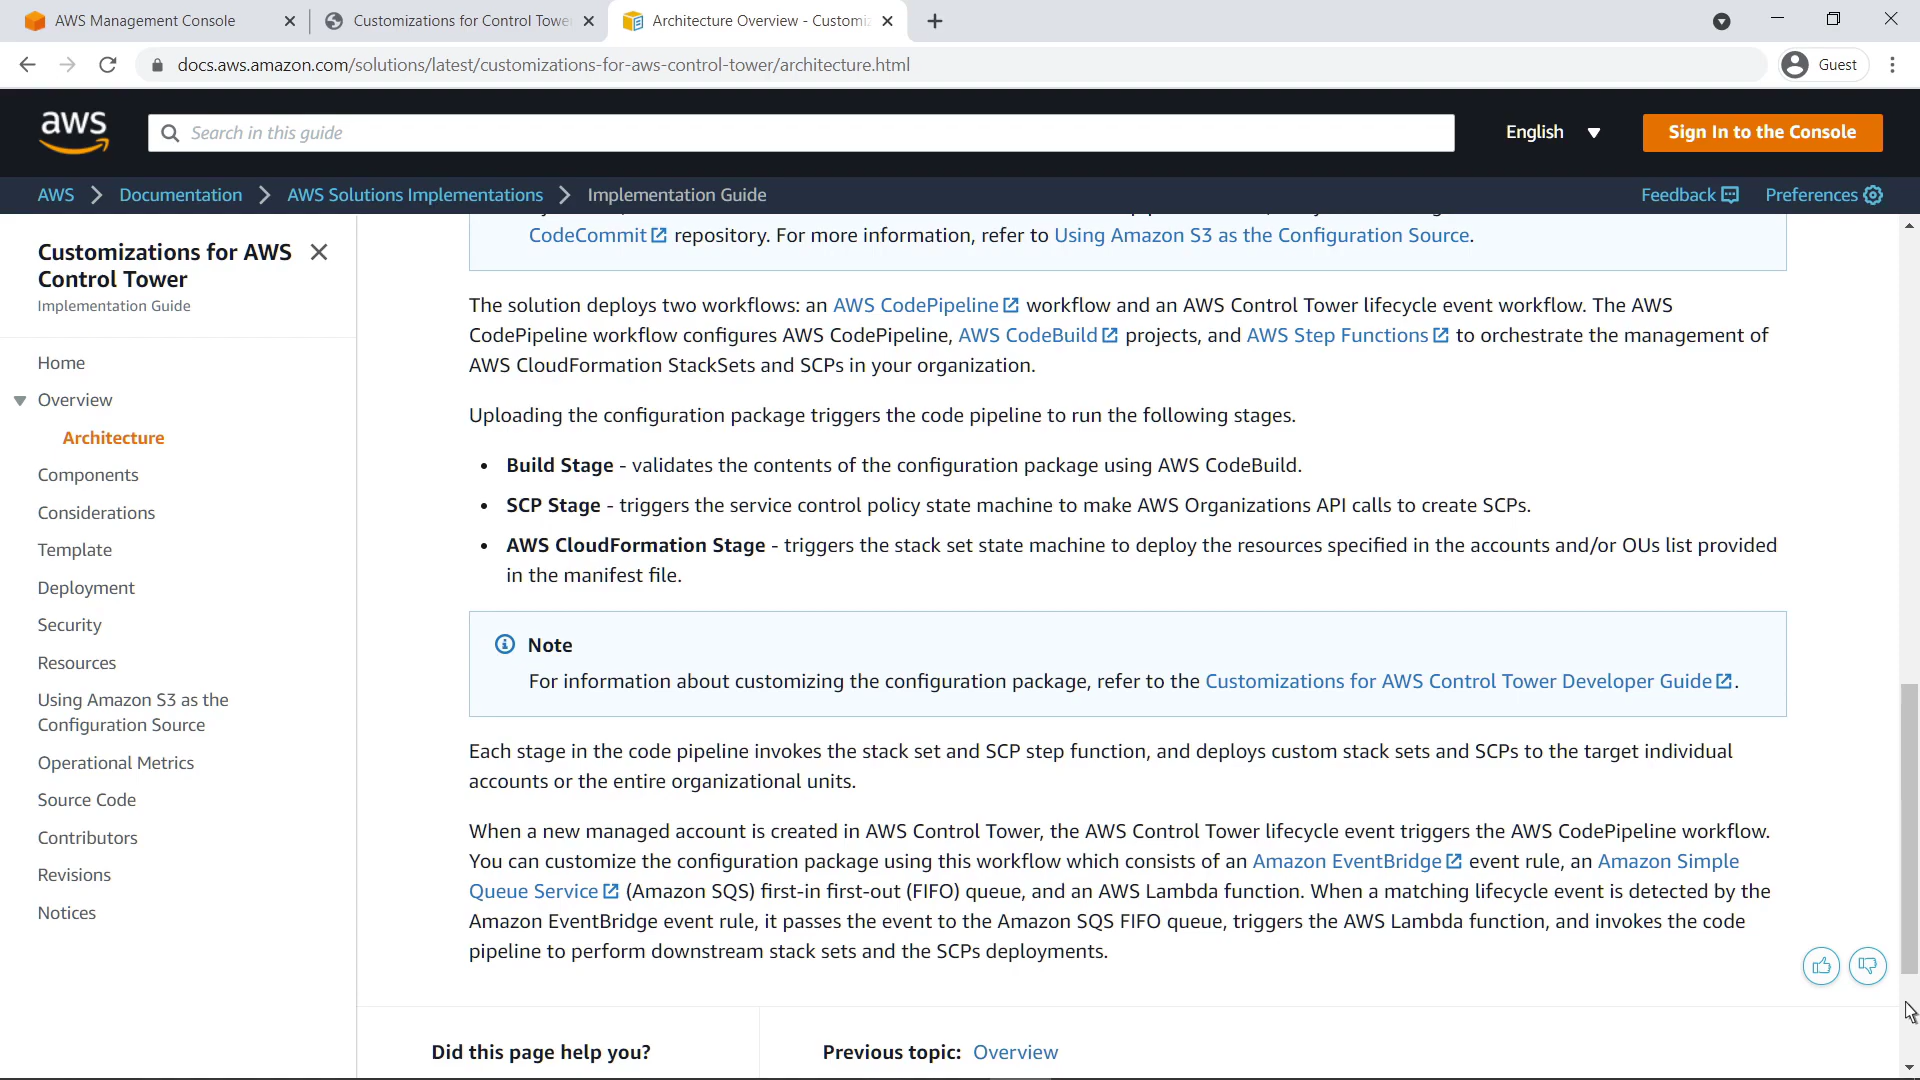 AWS Management Console
Customizations for Control Towe
Architecture Overview - Customiz
docs.aws.amazon.com/solutions/latest/customizations-for-aws-control-tower/architecture.html
Guest
aws
Search in this guide
English
Sign In to the Console
AWS
Documentation
AWS Solutions Implementations
Implementation Guide
Feedback
Preferences
Customizations for AWS
Control Tower
Implementation Guide
Home
Overview
Architecture
Components
Considerations
Template
Deployment
Security
Resources
Using Amazon S3 as the
Configuration Source
Operational Metrics
Source Code
Contributors
Revisions
Notices
CodeCommit repository. For more information, refer to Using Amazon S3 as the Configuration Source.
The solution deploys two workflows: an AWS CodePipeline workflow and an AWS Control Tower lifecycle event workflow. The AWS
CodePipeline workflow configures AWS CodePipeline, AWS CodeBuild projects, and AWS Step Functions to orchestrate the management of
AWS CloudFormation StackSets and SCPs in your organization.
Uploading the configuration package triggers the code pipeline to run the following stages.
• Build Stage - validates the contents of the configuration package using AWS CodeBuild.
• SCP Stage - triggers the service control policy state machine to make AWS Organizations API calls to create SCPs.
• AWS CloudFormation Stage - triggers the stack set state machine to deploy the resources specified in the accounts and/or OUs list provided
in the manifest file.
Note
For information about customizing the configuration package, refer to the Customizations for AWS Control Tower Developer Guide.
Each stage in the code pipeline invokes the stack set and SCP step function, and deploys custom stack sets and SCPs to the target individual
accounts or the entire organizational units.
When a new managed account is created in AWS Control Tower, the AWS Control Tower lifecycle event triggers the AWS CodePipeline workflow.
You can customize the configuration package using this workflow which consists of an Amazon EventBridge event rule, an Amazon Simple
Queue Service (Amazon SQS) first-in first-out (FIFO) queue, and an AWS Lambda function. When a matching lifecycle event is detected by the
Amazon EventBridge event rule, it passes the event to the Amazon SQS FIFO queue, triggers the AWS Lambda function, and invokes the code
pipeline to perform downstream stack sets and the SCPs deployments.
Did this page help you?
Previous topic: Overview